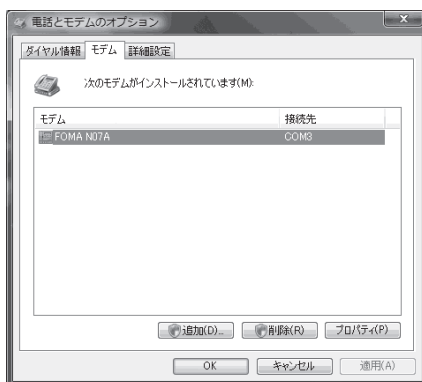 電話とモデムのオプション
ダイヤル情報 モデム 詳細設定
次のモデムがインストールされています(M):
モデム 接続先
FOMA N07A COM3
追加(D)... 削除(R) プロパティ(P)
OK キャンセル 適用(A)